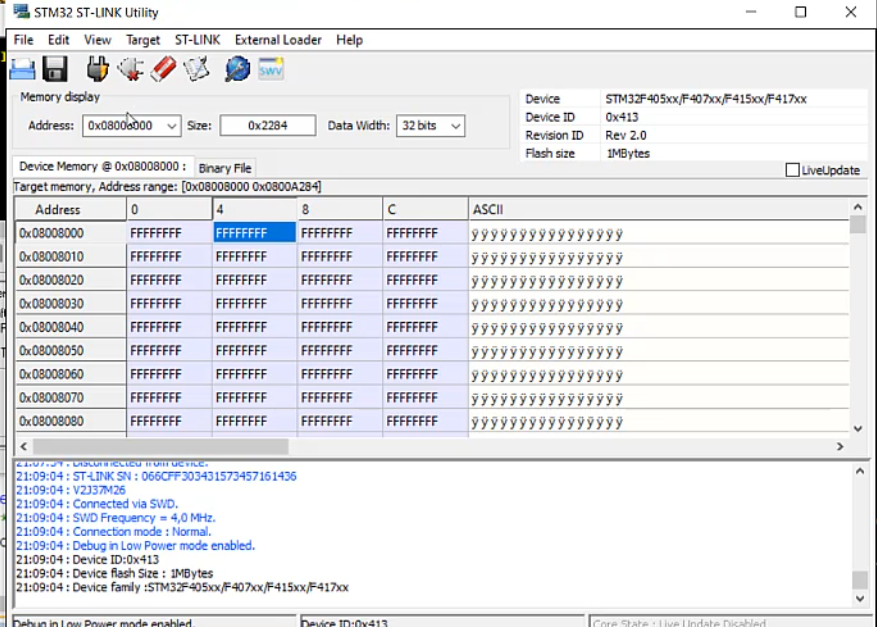 STM32 ST-LINK Utility
File Edit View Target ST-LINK External Loader Help
SWV
Memory display
Address: 0x08008000 Size: 0x2284 Data Width: 32 bits
Device STM32F405xx/F407xx/F415xx/F417xx
Device ID 0x413
Revision ID Rev 2.0
Flash size 1MBytes
LiveUpdate
Device Memory @ 0x08008000 : Binary File
Target memory, Address range: [0x08008000 0x0800A284]
Address 0 4 8 C ASCII
0x08008000 FFFFFFFF FFFFFFFF FFFFFFFF FFFFFFFF ÿÿÿÿÿÿÿÿÿÿÿÿÿÿÿÿ
0x08008010 FFFFFFFF FFFFFFFF FFFFFFFF FFFFFFFF ÿÿÿÿÿÿÿÿÿÿÿÿÿÿÿÿ
0x08008020 FFFFFFFF FFFFFFFF FFFFFFFF FFFFFFFF ÿÿÿÿÿÿÿÿÿÿÿÿÿÿÿÿ
0x08008030 FFFFFFFF FFFFFFFF FFFFFFFF FFFFFFFF ÿÿÿÿÿÿÿÿÿÿÿÿÿÿÿÿ
0x08008040 FFFFFFFF FFFFFFFF FFFFFFFF FFFFFFFF ÿÿÿÿÿÿÿÿÿÿÿÿÿÿÿÿ
0x08008050 FFFFFFFF FFFFFFFF FFFFFFFF FFFFFFFF ÿÿÿÿÿÿÿÿÿÿÿÿÿÿÿÿ
0x08008060 FFFFFFFF FFFFFFFF FFFFFFFF FFFFFFFF ÿÿÿÿÿÿÿÿÿÿÿÿÿÿÿÿ
0x08008070 FFFFFFFF FFFFFFFF FFFFFFFF FFFFFFFF ÿÿÿÿÿÿÿÿÿÿÿÿÿÿÿÿ
0x08008080 FFFFFFFF FFFFFFFF FFFFFFFF FFFFFFFF ÿÿÿÿÿÿÿÿÿÿÿÿÿÿÿÿ
21:07:54 : Disconnected from device.
21:09:04 : ST-LINK SN : 066CFF303431573457161436
21:09:04 : V2J37M26
21:09:04 : Connected via SWD.
21:09:04 : SWD Frequency = 4,0 MHz.
21:09:04 : Connection mode : Normal.
21:09:04 : Debug in Low Power mode enabled.
21:09:04 : Device ID:0x413
21:09:04 : Device flash Size : 1MBytes
21:09:04 : Device family :STM32F405xx/F407xx/F415xx/F417xx
Debug in Low Power mode enabled. Device ID:0x413 Core State : Live Update Disabled